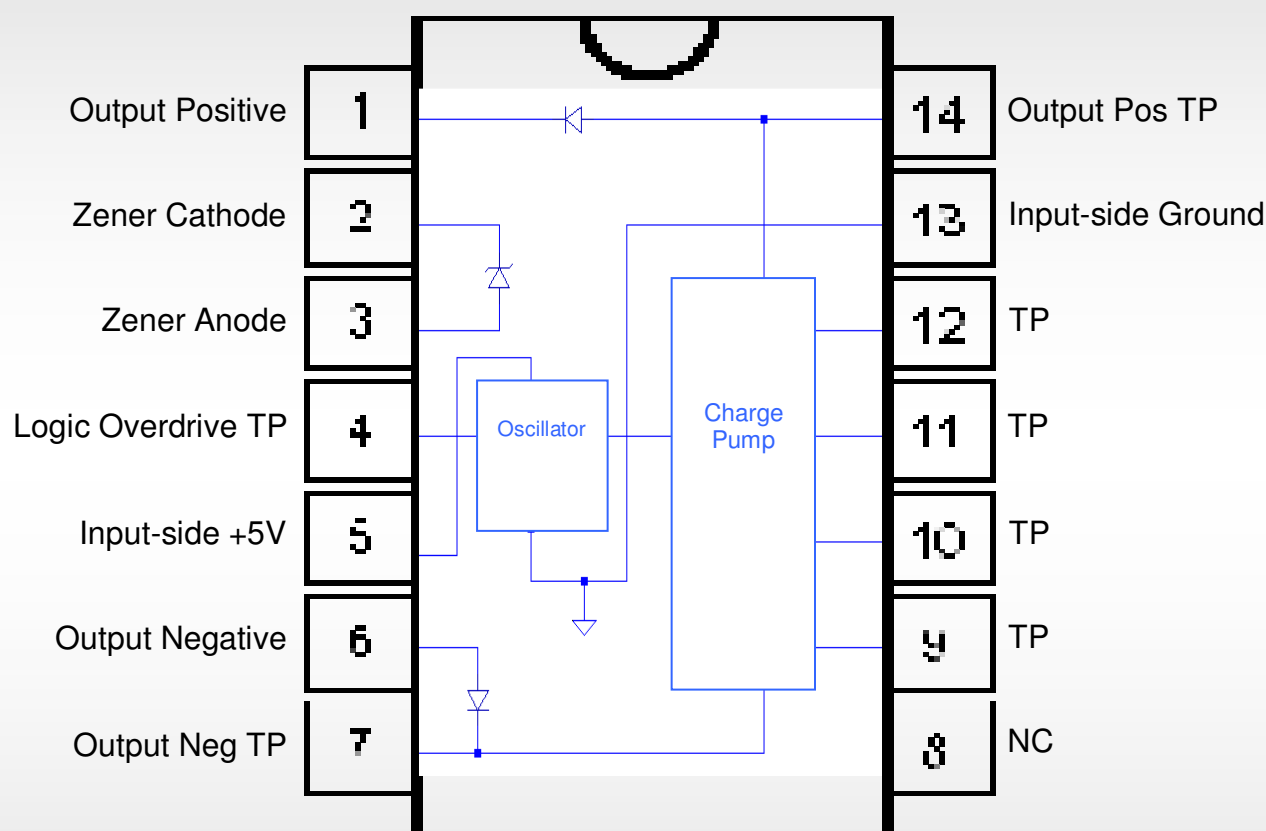 Output Positive
1
14
Output Pos TP
Zener Cathode
2
13
Input-side Ground
Zener Anode
3
12
TP
Logic Overdrive TP
4
Oscillator
Charge
Pump
11
TP
Input-side +5V
5
10
TP
Output Negative
6
9
TP
Output Neg TP
7
8
NC